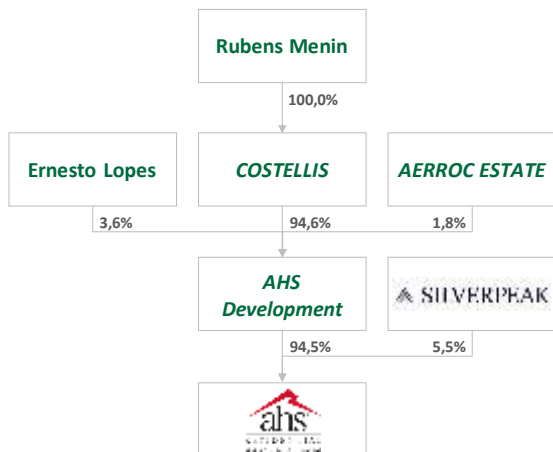 Rubens Menin
100,0%
Ernesto Lopes
COSTELLIS
AERROC ESTATE
3,6%
94,6%
1,8%
AHS
Development
SILVERPEAK
94,5%
5,5%
ahs